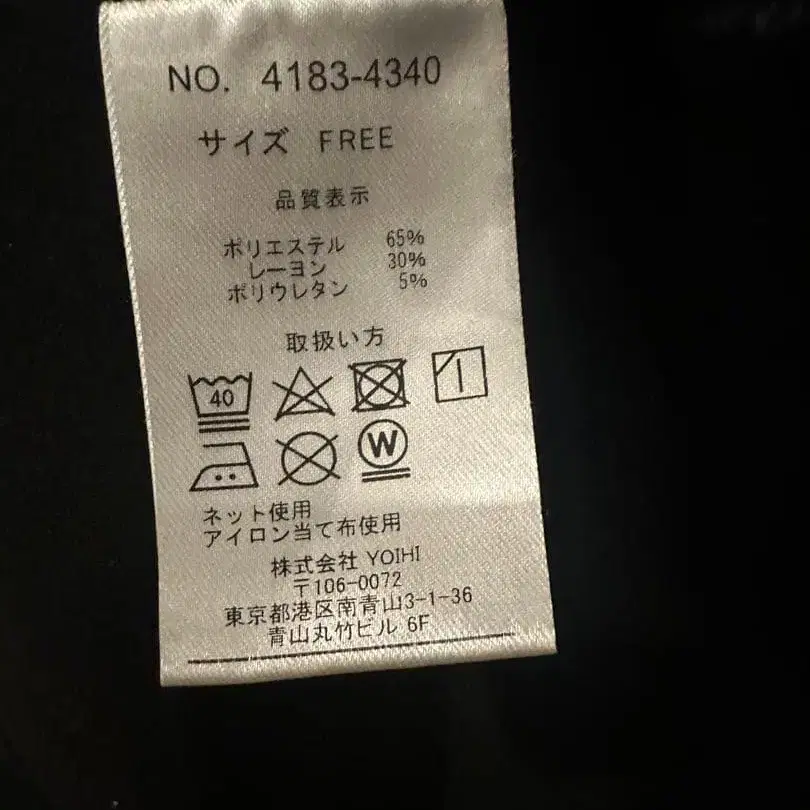 NO. 4183-4340
サイズ FREE
品質表示
ポリエステル 65%
レーヨン 30%
ポリウレタン 5%
取扱い方
40
W
ネット使用
アイロン当て布使用
株式会社 YOIHI
〒106-0072
東京都港区南青山3-1-36
青山丸竹ビル 6F